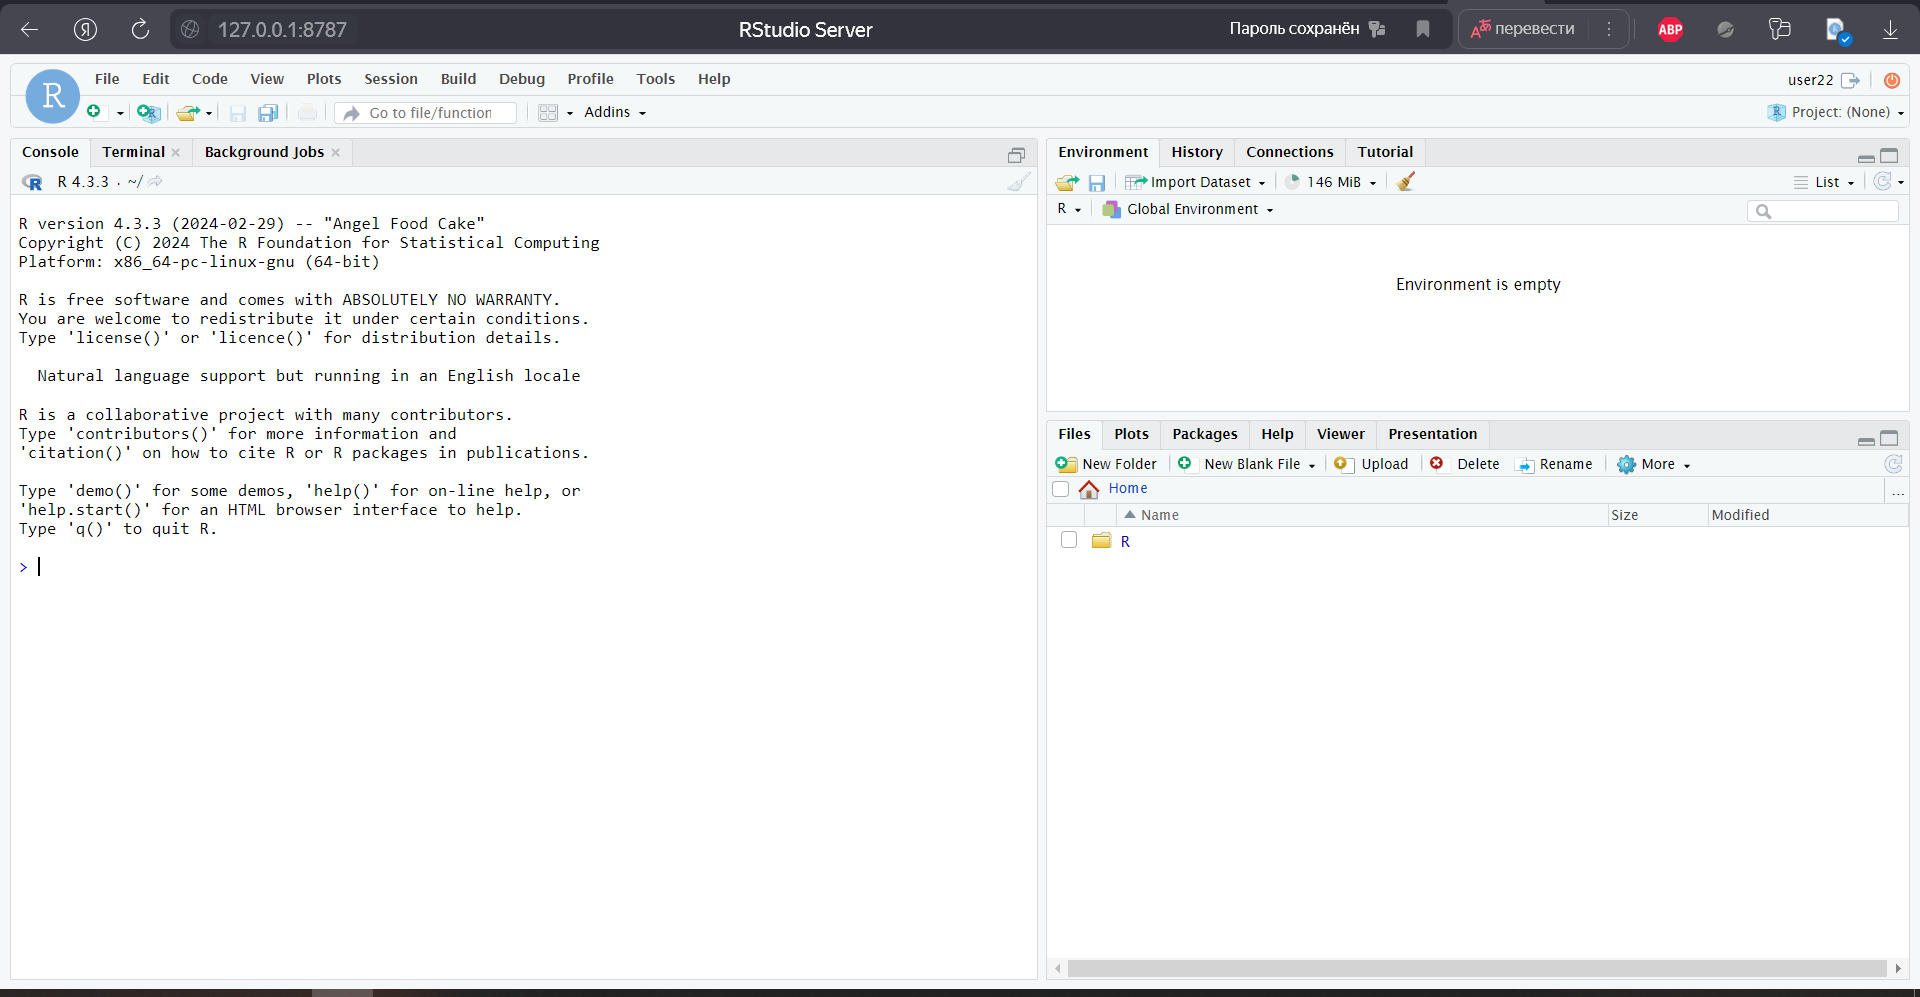 127.0.0.1:8787
RStudio Server
Пароль сохранён
перевести
ABP
R
File Edit Code View Plots Session Build Debug Profile Tools Help
user22
Go to file/function
Addins
Project: (None)
Console Terminal Background Jobs
R 4.3.3 . ~/
R version 4.3.3 (2024-02-29) -- "Angel Food Cake"
Copyright (C) 2024 The R Foundation for Statistical Computing
Platform: x86_64-pc-linux-gnu (64-bit)
R is free software and comes with ABSOLUTELY NO WARRANTY.
You are welcome to redistribute it under certain conditions.
Type 'license()' or 'licence()' for distribution details.
Natural language support but running in an English locale
R is a collaborative project with many contributors.
Type 'contributors()' for more information and
'citation()' on how to cite R or R packages in publications.
Type 'demo()' for some demos, 'help()' for on-line help, or
'help.start()' for an HTML browser interface to help.
Type 'q()' to quit R.
>
Environment History Connections Tutorial
Import Dataset 146 MiB List
R Global Environment
Environment is empty
Files Plots Packages Help Viewer Presentation
New Folder New Blank File Upload Delete Rename More
Home ...
Name Size Modified
R